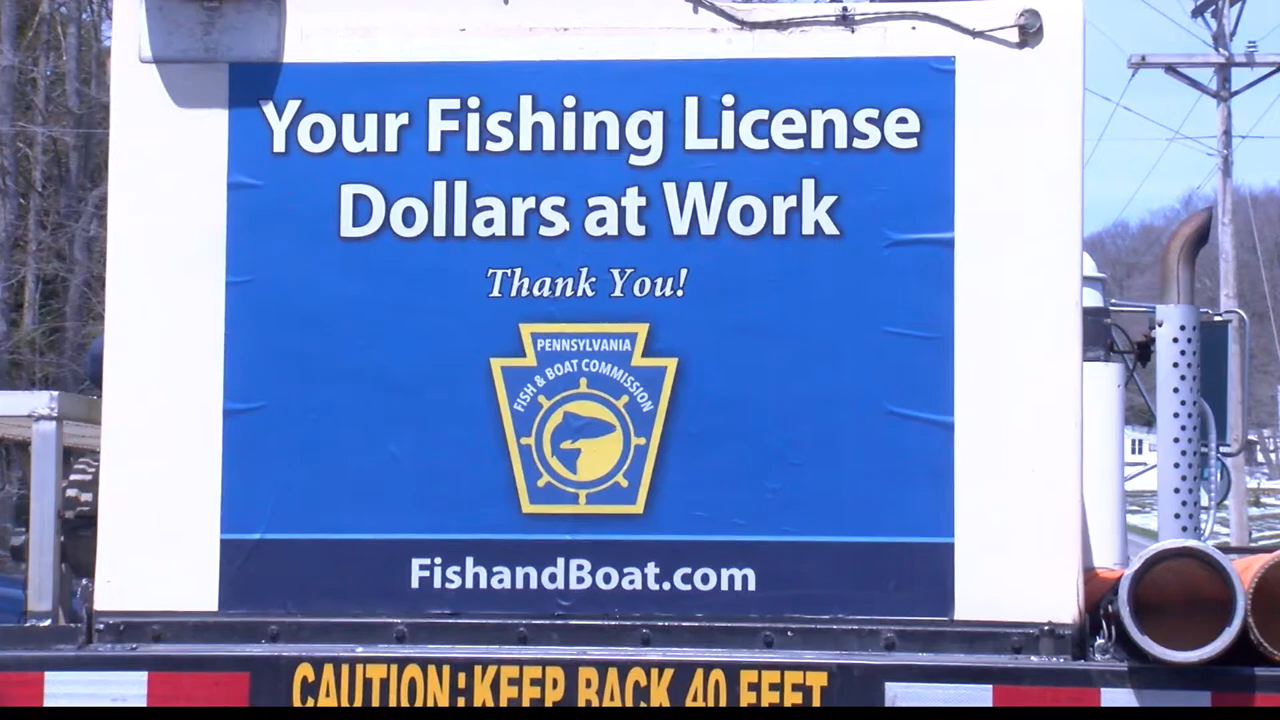 Your Fishing License
Dollars at Work
Thank You!
PENNSYLVANIA
FISH & BOAT COMMISSION
FishandBoat.com
CAUTION: KEEP BACK 40 FEET